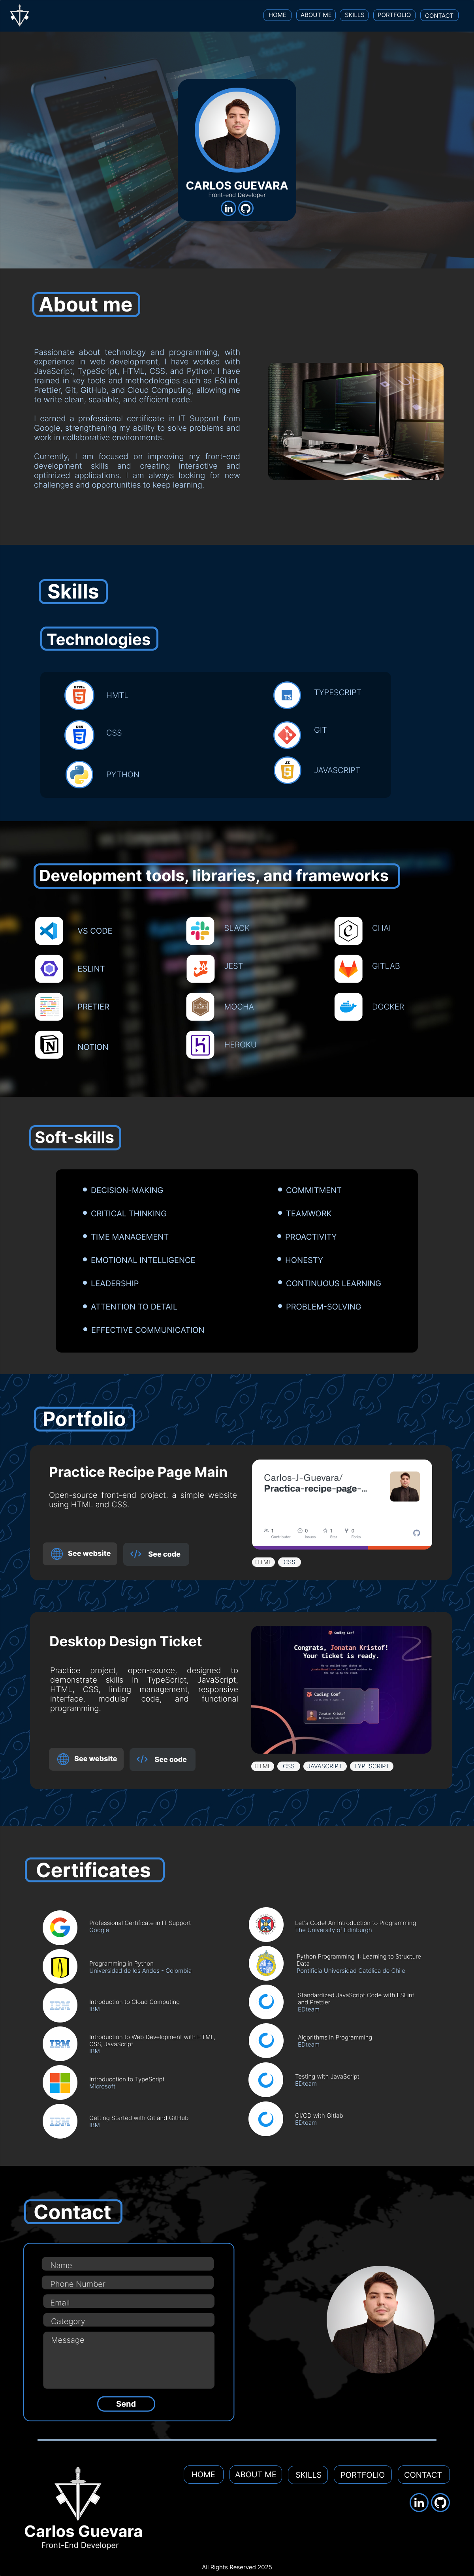 HOME
ABOUT ME
SKILLS
PORTFOLIO
CONTACT
CARLOS GUEVARA
Front-end Developer
in
About me
Passionate about technology and programming, with
experience in web development, I have worked with
JavaScript, TypeScript, HTML, CSS, and Python. I have
trained in key tools and methodologies such as ESLint,
Prettier, Git, GitHub, and Cloud Computing, allowing me
to write clean, scalable, and efficient code.
I earned a professional certificate in IT Support from
Google, strengthening my ability to solve problems and
work in collaborative environments.
Currently, I am focused on improving my front-end
development skills and creating interactive and
optimized applications. I am always looking for new
challenges and opportunities to keep learning.
Skills
Technologies
HMTL
TYPESCRIPT
CSS
GIT
PYTHON
JAVASCRIPT
Development tools, libraries, and frameworks
VS CODE
SLACK
CHAI
ESLINT
JEST
GITLAB
PRETIER
MOCHA
DOCKER
NOTION
HEROKU
Soft-skills
DECISION-MAKING
COMMITMENT
CRITICAL THINKING
TEAMWORK
TIME MANAGEMENT
PROACTIVITY
EMOTIONAL INTELLIGENCE
HONESTY
LEADERSHIP
CONTINUOUS LEARNING
ATTENTION TO DETAIL
PROBLEM-SOLVING
EFFECTIVE COMMUNICATION
Portfolio
Practice Recipe Page Main
Open-source front-end project, a simple website
using HTML and CSS.
See website
See code
Carlos-J-Guevara/
Practica-recipe-page-...
1
Contributor
0
Issues
1
Star
0
Forks
HTML
CSS
Desktop Design Ticket
Practice project, open-source, designed to
demonstrate skills in TypeScript, JavaScript,
HTML, CSS, linting management, responsive
interface, modular code, and functional
programming.
See website
See code
Coding Conf
Congrats, Jonatan Kristof!
Your ticket is ready.
Coding Conf
Jonatan Kristof
HTML
CSS
JAVASCRIPT
TYPESCRIPT
Certificates
Professional Certificate in IT Support
Google
Let's Code! An Introduction to Programming
The University of Edinburgh
Programming in Python
Universidad de los Andes - Colombia
Python Programming II: Learning to Structure
Data
Pontificia Universidad Católica de Chile
IBM
Introduction to Cloud Computing
IBM
Standardized JavaScript Code with ESLint
and Prettier
EDteam
IBM
Introduction to Web Development with HTML,
CSS, JavaScript
IBM
Algorithms in Programming
EDteam
Introducction to TypeScript
Microsoft
Testing with JavaScript
EDteam
IBM
Getting Started with Git and GitHub
IBM
CI/CD with Gitlab
EDteam
Contact
Name
Phone Number
Email
Category
Message
Send
HOME
ABOUT ME
SKILLS
PORTFOLIO
CONTACT
in
Carlos Guevara
Front-End Developer
All Rights Reserved 2025